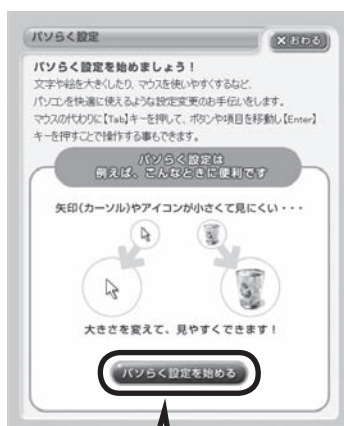 パソらく設定
×おわる
パソらく設定を始めましょう！
文字や絵を大きくしたり、マウスを使いやすくするなど、
パソコンを快適に使えるような設定変更のお手伝いをします。
マウスの代わりに【Tab】キーを押して、ボタンや項目を移動し【Enter】
キーを押すことで操作する事もできます。
パソらく設定は
例えば、こんなときに便利です
矢印(カーソル)やアイコンが小さくて見にくい・・・
大きさを変えて、見やすくできます！
パソらく設定を始める